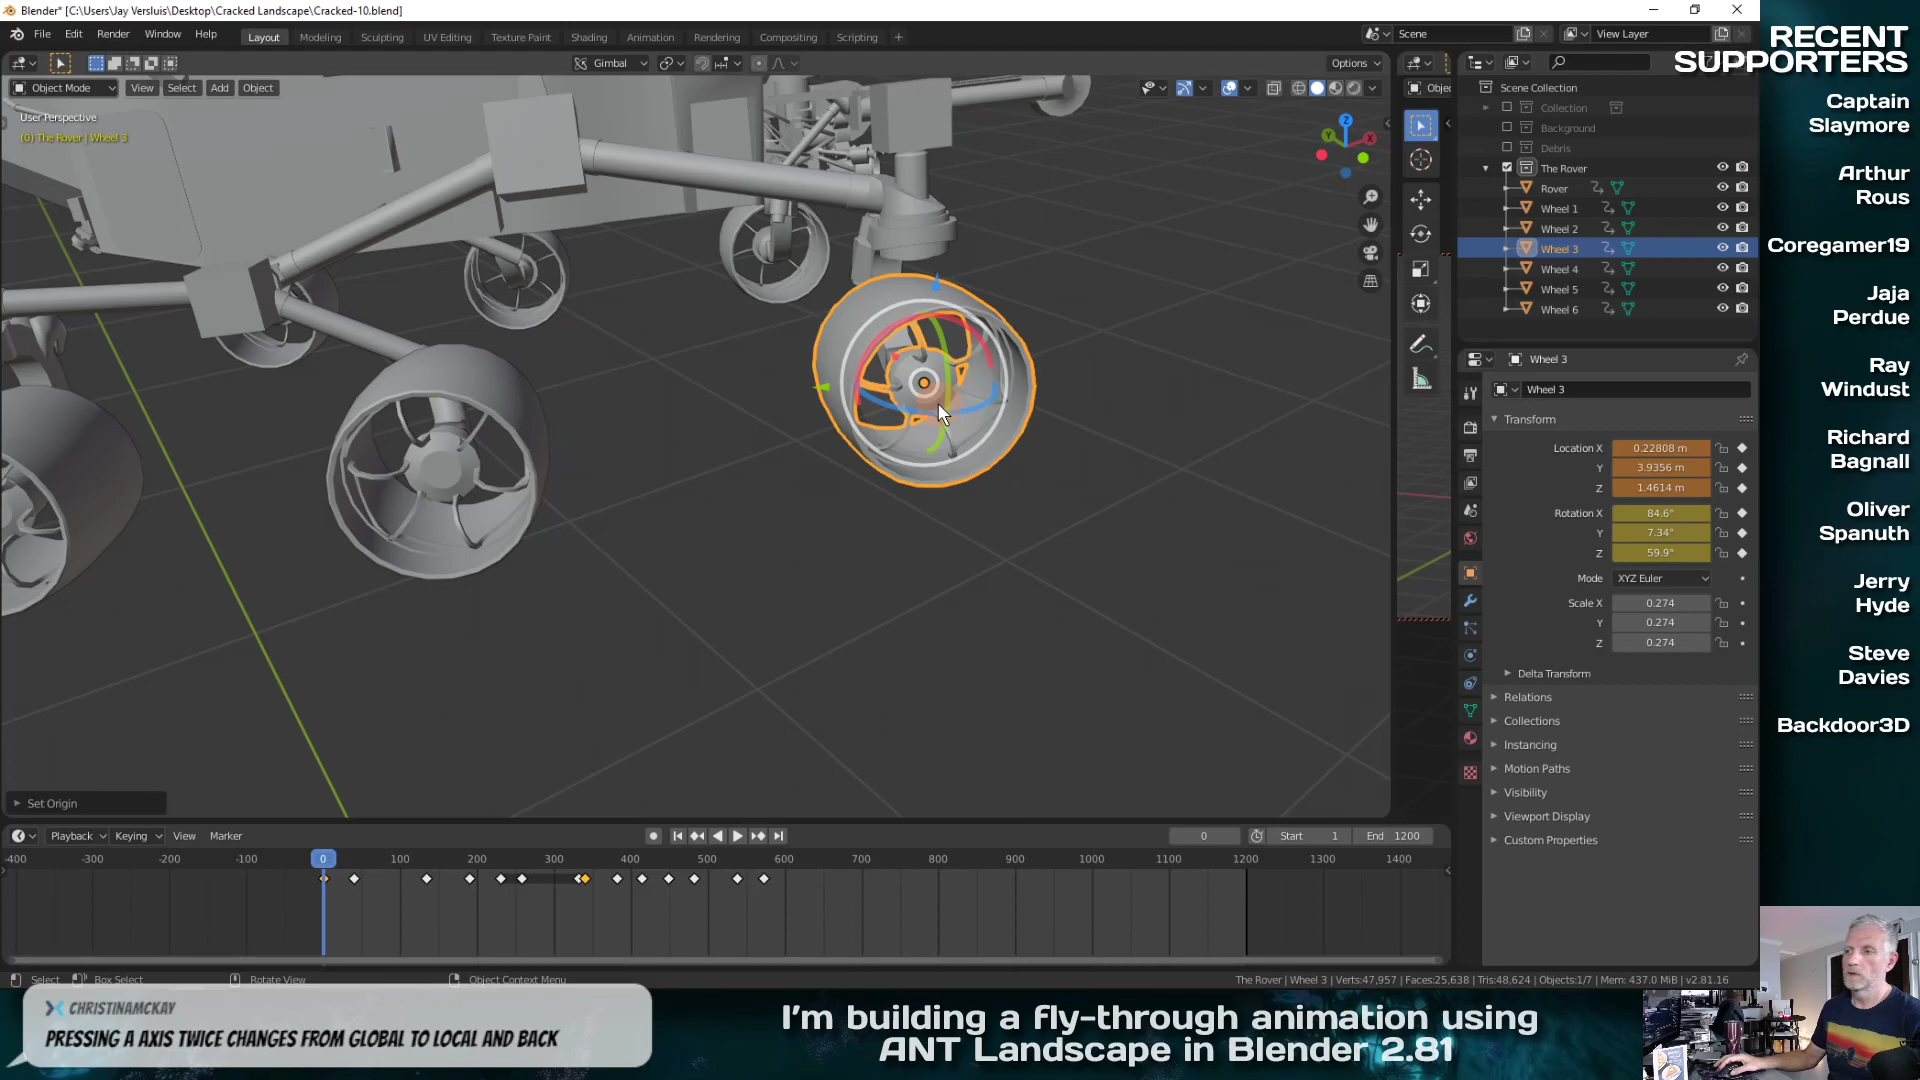 Blender* [C:\Users\Jay Versluis\Desktop\Cracked Landscape\Cracked-10.blend]
File Edit Render Window Help
Layout Modeling Sculpting UV Editing Texture Paint Shading Animation Rendering Compositing Scripting +
Scene
View Layer
Gimbal
Options
Object Mode View Select Add Object
User Perspective
(0) The Rover | Wheel 3
Scene Collection
Collection
Background
Debris
The Rover
Rover
Wheel 1
Wheel 2
Wheel 3
Wheel 4
Wheel 5
Wheel 6
Wheel 3
Wheel 3
Transform
Location X 0.22808 m
Y 3.9356 m
Z 1.4614 m
Rotation X 84.6°
Y 7.34°
Z 59.9°
Mode XYZ Euler
Scale X 0.274
Y 0.274
Z 0.274
Delta Transform
Relations
Collections
Instancing
Motion Paths
Visibility
Viewport Display
Custom Properties
Set Origin
Playback Keying View Marker
0 Start 1 End 1200
-400 -300 -200 -100 0 100 200 300 400 500 600 700 800 900 1000 1100 1200 1300 1400
Select Box Select Rotate View Object Context Menu
The Rover | Wheel 3 | Verts:47,957 | Faces:25,638 | Tris:48,624 | Objects:1/7 | Mem: 437.0 MiB | v2.81.16
RECENT
SUPPORTERS
Captain
Slaymore
Arthur
Rous
Coregamer19
Jaja
Perdue
Ray
Windust
Richard
Bagnall
Oliver
Spanuth
Jerry
Hyde
Steve
Davies
Backdoor3D
CHRISTINAMCKAY
PRESSING A AXIS TWICE CHANGES FROM GLOBAL TO LOCAL AND BACK
I'm building a fly-through animation using
ANT Landscape in Blender 2.81